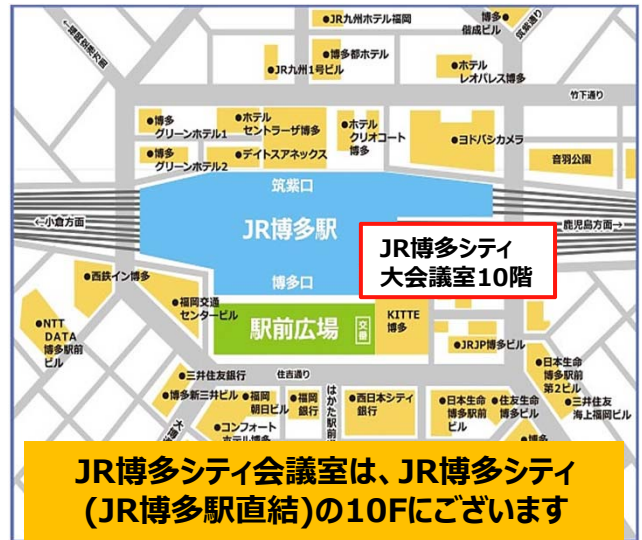 JR九州ホテル福岡
博多
偕成ビル
筑紫通り
博多都ホテル
JR九州1号ビル
ホテル
レオパレス博多
竹下通り
博多
グリーンホテル1
ホテル
セントラーザ博多
ホテル
クリオコート
博多
ヨドバシカメラ
博多
グリーンホテル2
デイトスアネックス
音羽公園
筑紫口
JR博多駅
←小倉方面
鹿児島方面→
JR博多シティ
大会議室10階
博多口
西鉄イン博多
福岡交通
センタービル
駅前広場
交番
KITTE
博多
NTT
DATA
博多駅前
ビル
JRJP博多ビル
三井住友銀行
住吉通り
日本生命
博多駅前
第2ビル
博多新三井ビル
福岡
朝日ビル
福岡
銀行
はかた駅前
西日本シティ
銀行
日本生命
博多駅前
ビル
住友生命
博多ビル
三井住友
海上福岡ビル
コンフォート
ホテル博多
博多
JR博多シティ会議室は、JR博多シティ
(JR博多駅直結)の10Fにございます